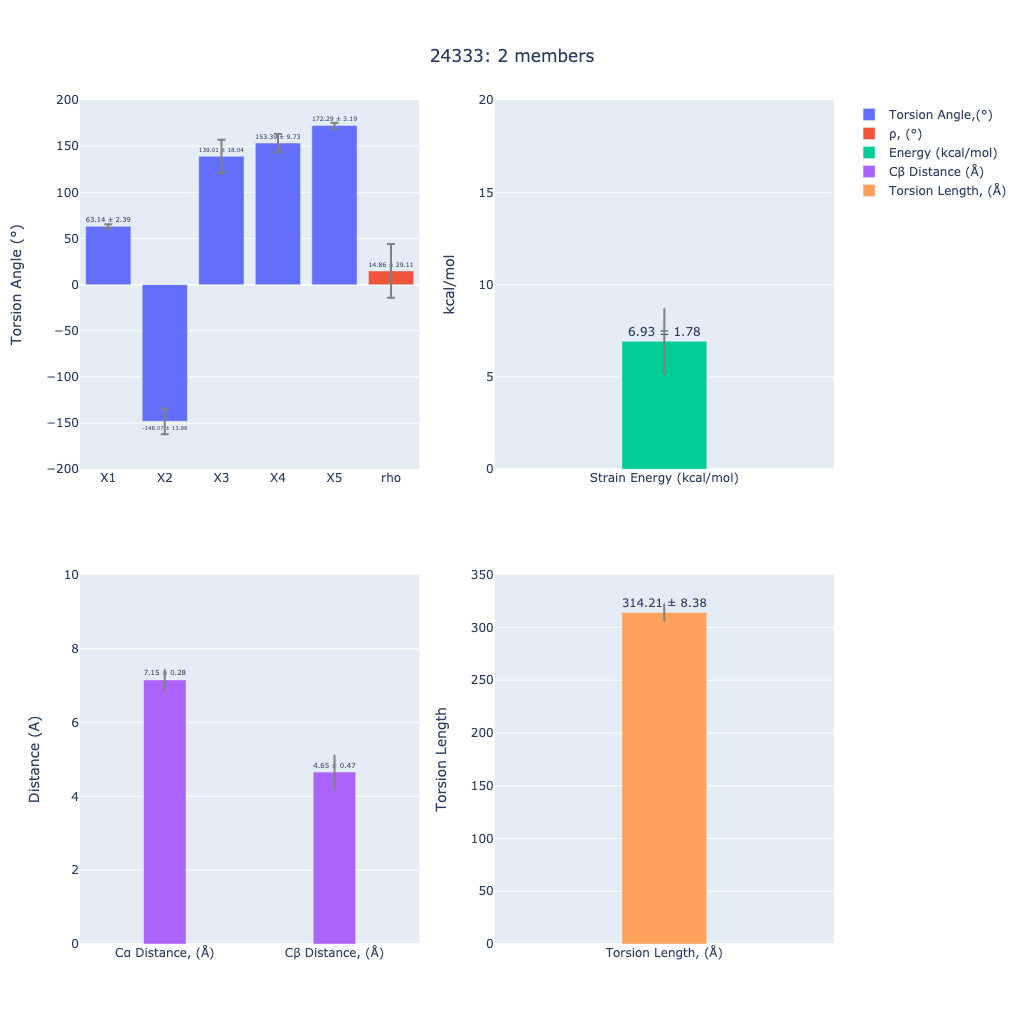 24333: 2 members
200
150
100
50
0
−50
−100
−150
−200
Torsion Angle (°)
63.14 ± 2.39
-148.07 ± 13.96
139.01 ± 18.04
153.39 ± 9.73
172.29 ± 3.19
14.86 ± 29.11
X1 X2 X3 X4 X5 rho
20
15
10
5
0
kcal/mol
6.93 ± 1.78
Strain Energy (kcal/mol)
Torsion Angle,(°)
ρ, (°)
Energy (kcal/mol)
Cβ Distance (Å)
Torsion Length, (Å)
10
8
6
4
2
0
Distance (A)
7.15 ± 0.28
4.65 ± 0.47
Cα Distance, (Å) Cβ Distance, (Å)
350
300
250
200
150
100
50
0
Torsion Length
314.21 ± 8.38
Torsion Length, (Å)